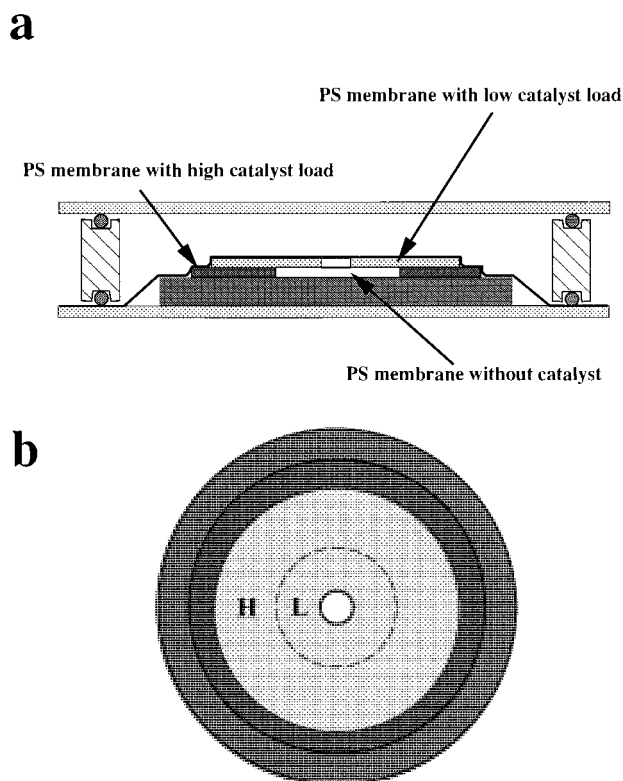 a
PS membrane with low catalyst load
PS membrane with high catalyst load
PS membrane without catalyst
b
H L